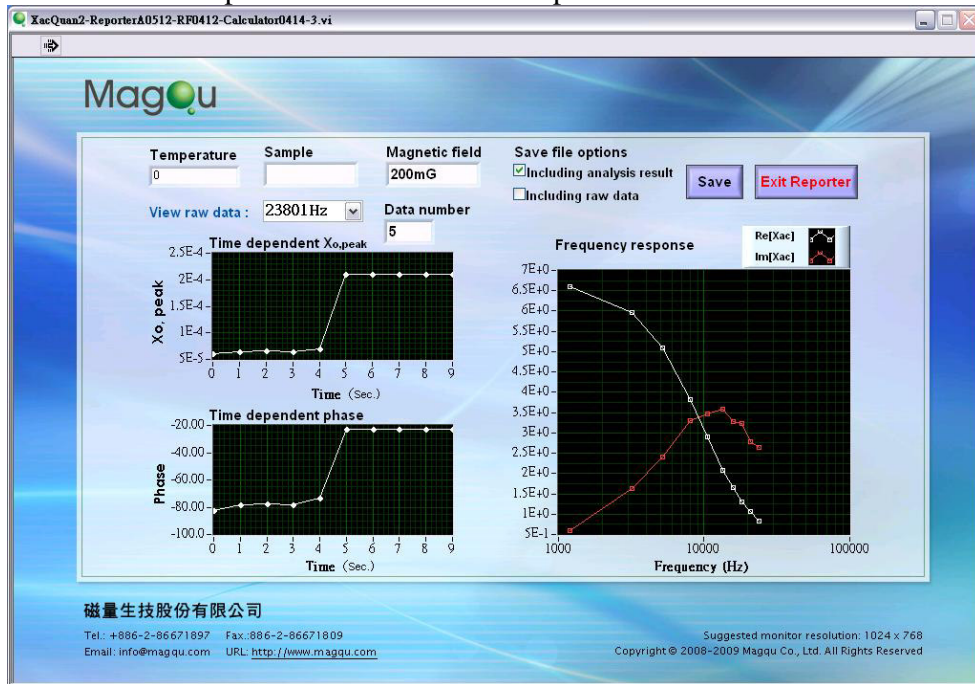 XacQuan2-ReporterA0512-RF0412-Calculator0414-3.vi
MagQu
Temperature
0
Sample
Magnetic field
200mG
Save file options
Including analysis result
Including raw data
Save
Exit Reporter
View raw data :
23801Hz
Data number
5
Time dependent Xo,peak
Xo, peak
2.5E-4
2E-4
1.5E-4
1E-4
5E-5
0 1 2 3 4 5 6 7 8 9
Time (Sec.)
Time dependent phase
Phase
-20.00
-40.00
-60.00
-80.00
-100.0
0 1 2 3 4 5 6 7 8 9
Time (Sec.)
Frequency response
Re[Xac]
Im[Xac]
7E+0
6.5E+0
6E+0
5.5E+0
5E+0
4.5E+0
4E+0
3.5E+0
3E+0
2.5E+0
2E+0
1.5E+0
1E+0
5E-1
1000 10000 100000
Frequency (Hz)
磁量生技股份有限公司
Tel.: +886-2-86671897 Fax.:886-2-86671809
Email: info@magqu.com URL: http://www.magqu.com
Suggested monitor resolution: 1024 x 768
Copyright © 2008-2009 Magqu Co., Ltd. All Rights Reserved